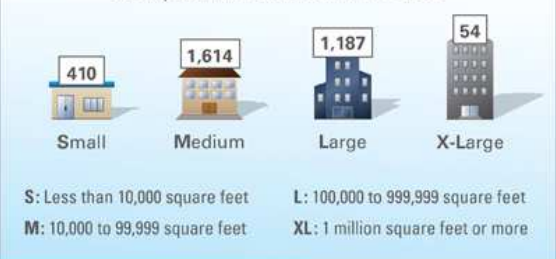 410
1,614
1,187
54
Small
Medium
Large
X-Large
S: Less than 10,000 square feet
L: 100,000 to 999,999 square feet
M: 10,000 to 99,999 square feet
XL: 1 million square feet or more